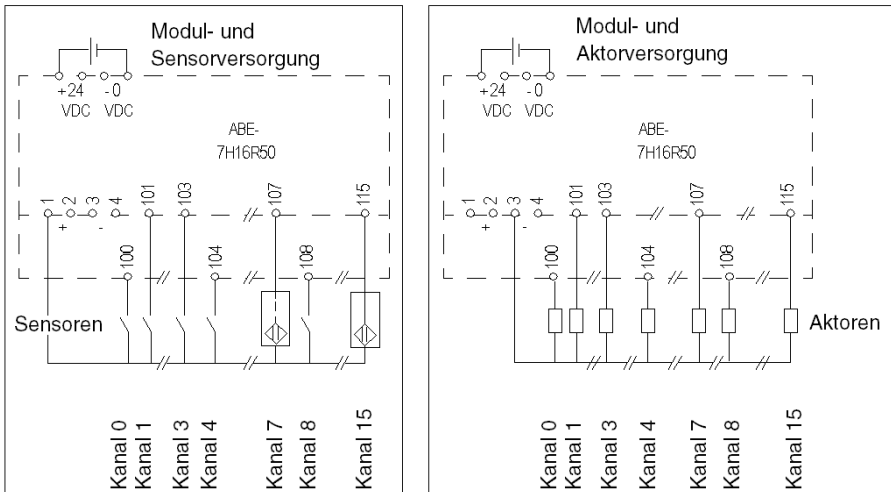 Modul- und
Sensorversorgung
+24 -0
VDC VDC
ABE-
7H16R50
1 2 3 4 101 103 107 115
+ -
100 104 108
Sensoren
Kanal 0
Kanal 1
Kanal 3
Kanal 4
Kanal 7
Kanal 8
Kanal 15
Modul- und
Aktorversorgung
+24 -0
VDC VDC
ABE-
7H16R50
1 2 3 4 101 103 107 115
+ -
100 104 108
Aktoren
Kanal 0
Kanal 1
Kanal 3
Kanal 4
Kanal 7
Kanal 8
Kanal 15